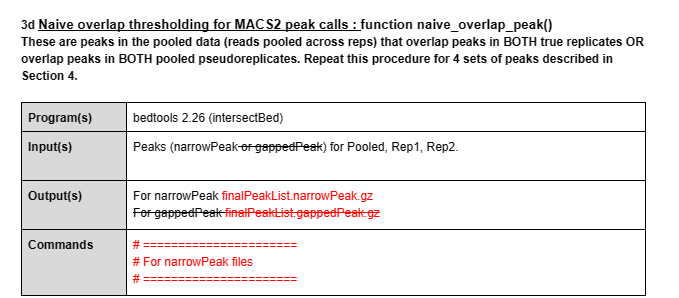 3d Naive overlap thresholding for MACS2 peak calls : function naive_overlap_peak()
These are peaks in the pooled data (reads pooled across reps) that overlap peaks in BOTH true replicates OR
overlap peaks in BOTH pooled pseudoreplicates. Repeat this procedure for 4 sets of peaks described in
Section 4.
Program(s)
bedtools 2.26 (intersectBed)
Input(s)
Peaks (narrowPeak or gappedPeak) for Pooled, Rep1, Rep2.
Output(s)
For narrowPeak finalPeakList.narrowPeak.gz
For gappedPeak finalPeakList.gappedPeak.gz
Commands
# ======================
# For narrowPeak files
# ======================